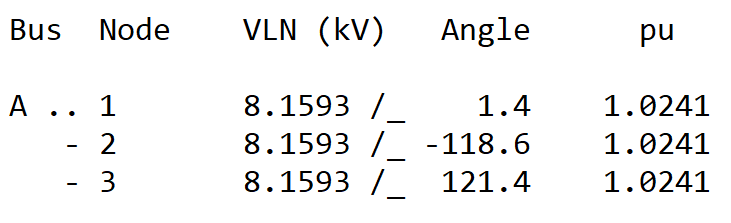 Bus  Node      VLN (kV)   Angle       pu
A .. 1      8.1593 /_    1.4    1.0241
   - 2      8.1593 /_ -118.6    1.0241
   - 3      8.1593 /_  121.4    1.0241